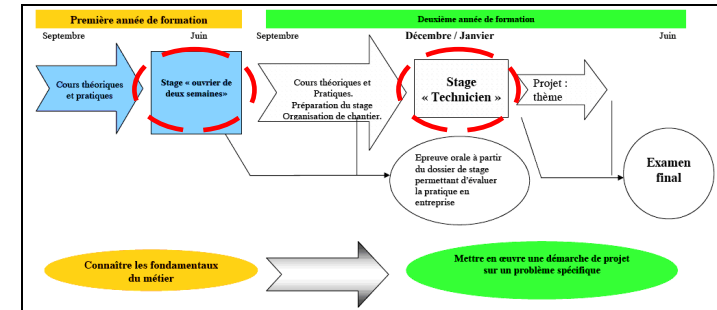 Première année de formation
Deuxième année de formation
Septembre
Juin
Septembre
Décembre / Janvier
Juin
Cours théoriques
et pratiques
Stage « ouvrier de
deux semaines»
Cours théoriques et
Pratiques.
Préparation du stage
Organisation de chantier.
Stage
« Technicien »
Projet :
thème
Epreuve orale à partir
du dossier de stage
permettant d'évaluer
la pratique en
entreprise
Examen
final
Connaître les fondamentaux
du métier
Mettre en œuvre une démarche de projet
sur un problème spécifique